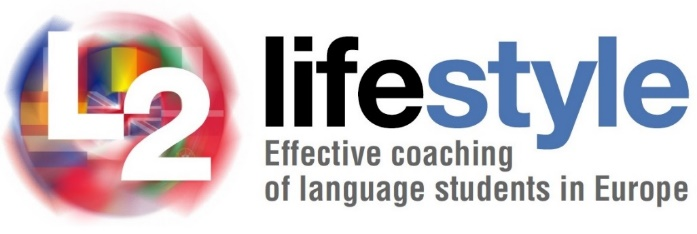 L2
lifestyle
Effective coaching
of language students in Europe